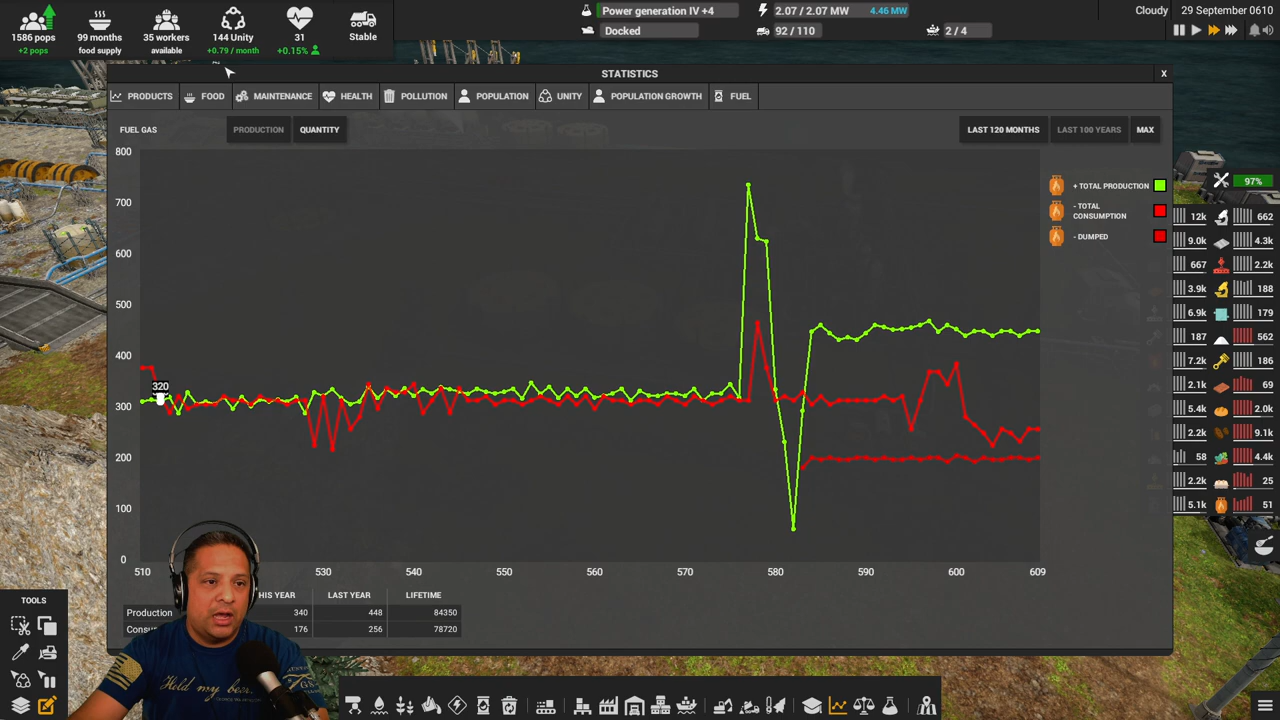 1586 pops
+2 pops
99 months
food supply
35 workers
available
144 Unity
+0.79 / month
31
+0.15%
Stable
Power generation IV +4
Docked
2.07 / 2.07 MW 4.46 MW
92 / 110
2 / 4
Cloudy
29 September 0610
STATISTICS
X
PRODUCTS
FOOD
MAINTENANCE
HEALTH
POLLUTION
POPULATION
UNITY
POPULATION GROWTH
FUEL
FUEL GAS
PRODUCTION
QUANTITY
LAST 120 MONTHS
LAST 100 YEARS
MAX
800
700
600
500
400
300
200
100
0
320
510
530
540
550
560
570
580
590
600
609
+ TOTAL PRODUCTION
- TOTAL
CONSUMPTION
- DUMPED
97%
12k 662
9.0k 4.3k
667 2.2k
3.9k 188
6.9k 179
187 562
7.2k 186
2.1k 69
5.4k 2.0k
2.2k 9.1k
58 4.4k
2.2k 25
5.1k 51
HIS YEAR LAST YEAR LIFETIME
Production 340 448 84350
Consu 176 256 78720
TOOLS
Hold my beer